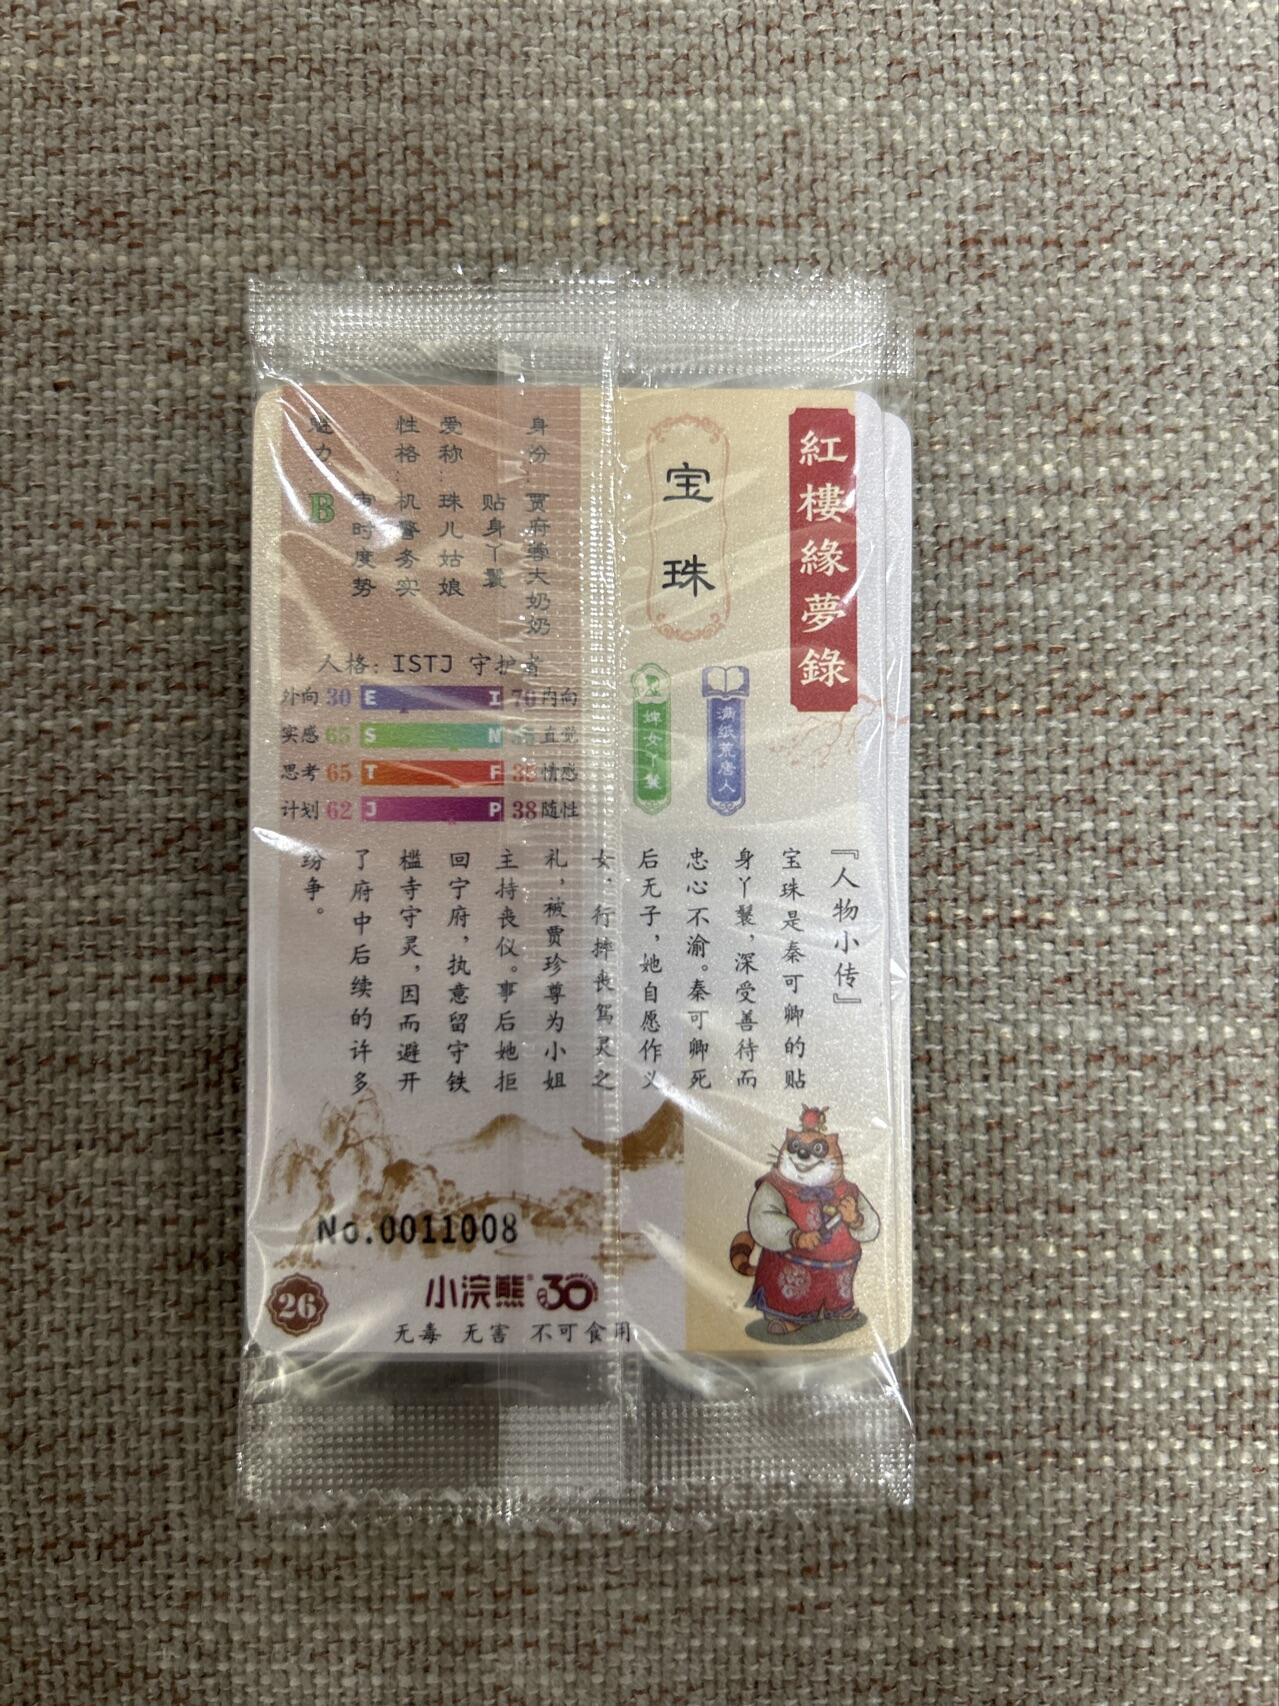 紅樓緣夢錄
宝珠
满纸荒唐人
婢女丫鬟
身份：贾府蓉大奶奶
贴身丫鬟
爱称：珠儿姑娘
性格：机警务实
审时度势
魅力
B
人格：ISTJ 守护者
外向 30 E I 70 内向
实感 65 S N 35 直觉
思考 65 T F 35 情感
计划 62 J P 38 随性
『人物小传』
宝珠是秦可卿的贴
身丫鬟，深受善待而
忠心不渝。秦可卿死
后无子，她自愿作义
女，行摔丧驾灵之
礼，被贾珍尊为小姐
主持丧仪。事后她拒
回宁府，执意留守铁
槛寺守灵，因而避开
了府中后续的许多
纷争。
No.0011008
26
小浣熊® 30
无毒 无害 不可食用